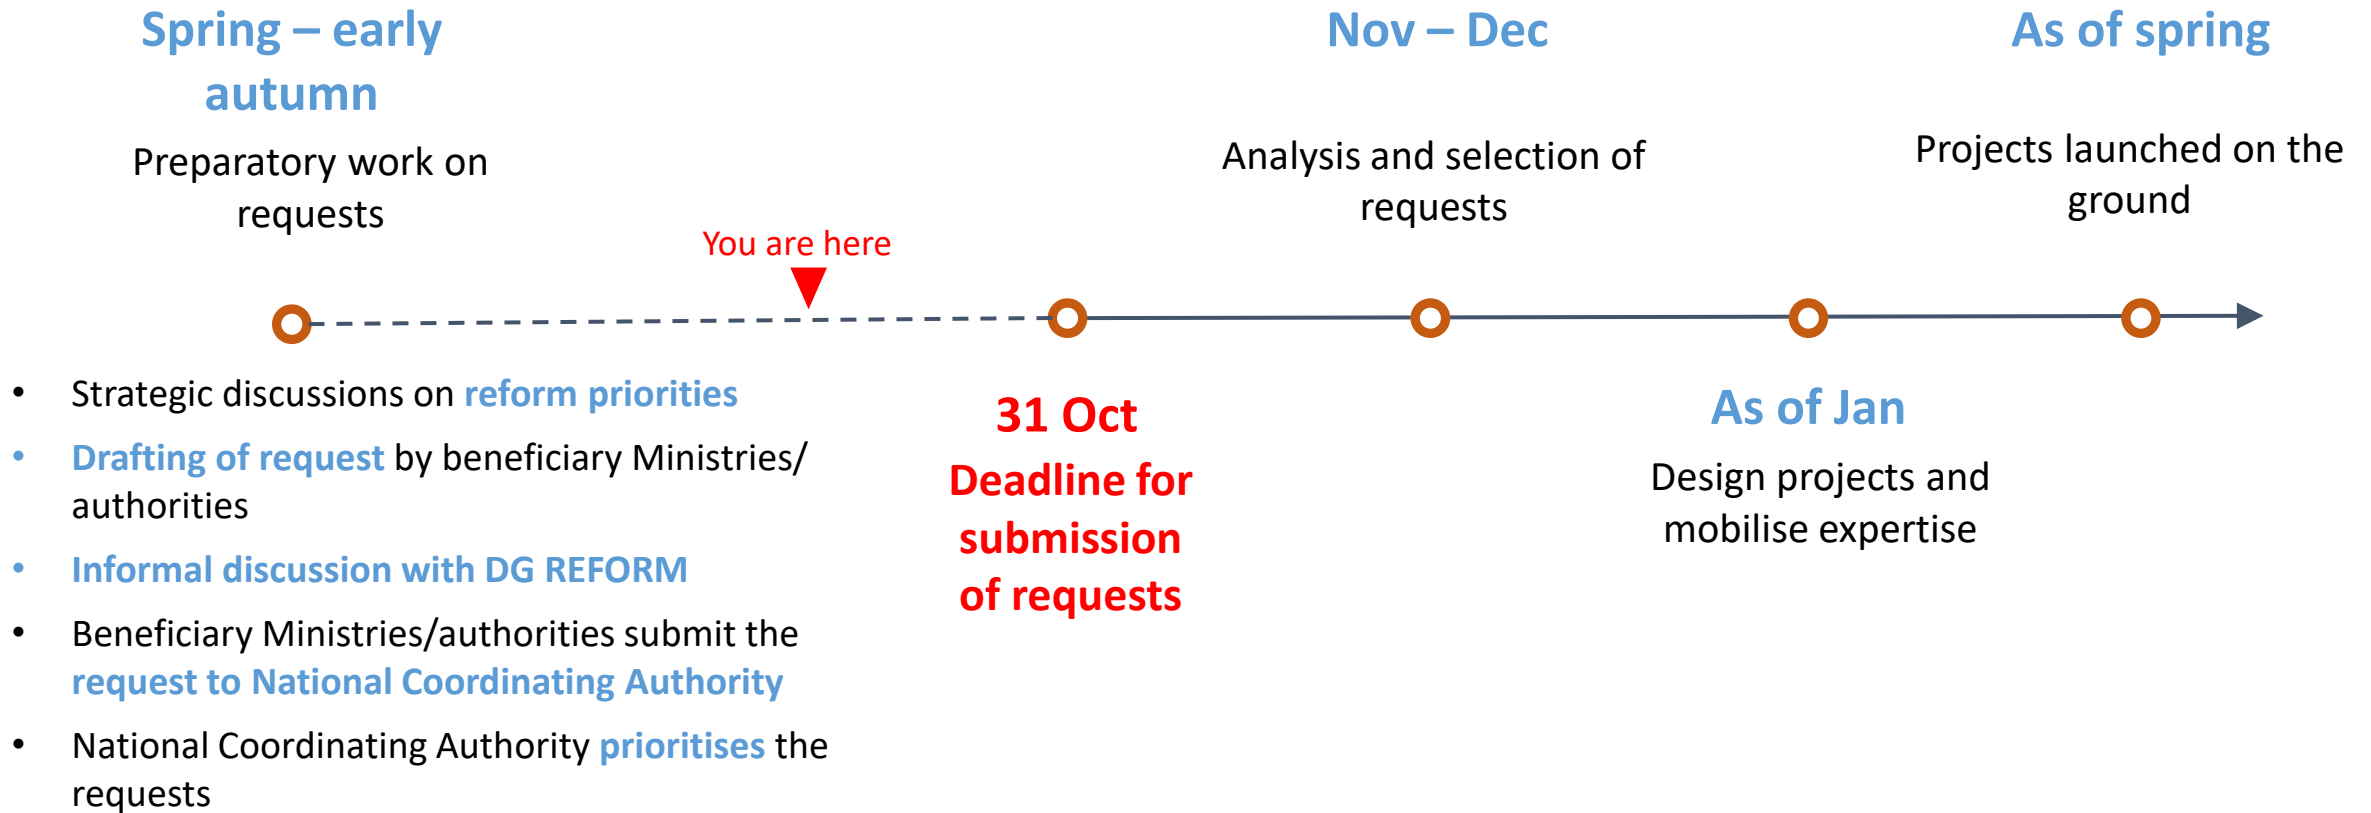 Spring – early
autumn
Preparatory work on
requests
You are here
Nov – Dec
Analysis and selection of
requests
As of spring
Projects launched on the
ground
• Strategic discussions on reform priorities
• Drafting of request by beneficiary Ministries/
authorities
• Informal discussion with DG REFORM
• Beneficiary Ministries/authorities submit the
request to National Coordinating Authority
• National Coordinating Authority prioritises the
requests
31 Oct
Deadline for
submission
of requests
As of Jan
Design projects and
mobilise expertise